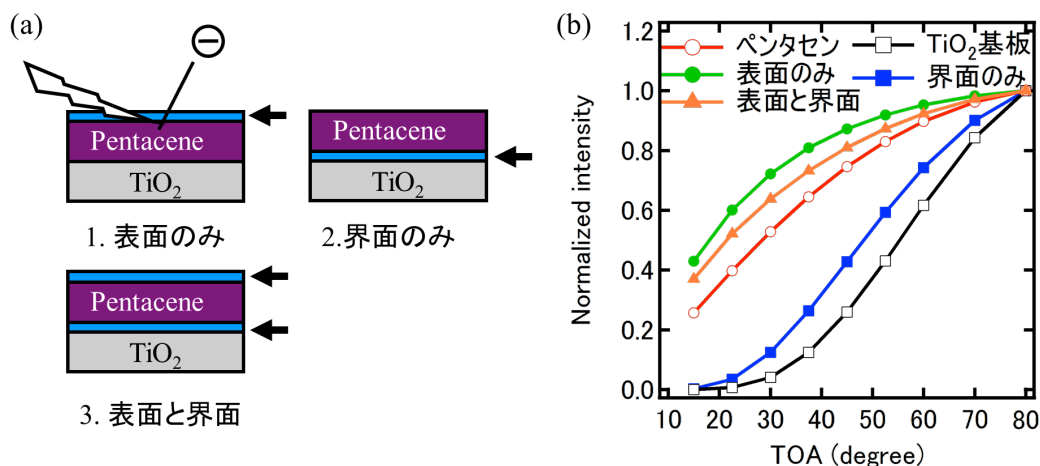 (a)
Pentacene
TiO₂
1. 表面のみ
Pentacene
TiO₂
2.界面のみ
Pentacene
TiO₂
3. 表面と界面
(b)
ペンタセン
表面のみ
表面と界面
TiO₂基板
界面のみ
Normalized intensity
1.2
1.0
0.8
0.6
0.4
0.2
0.0
10 20 30 40 50 60 70 80
TOA (degree)